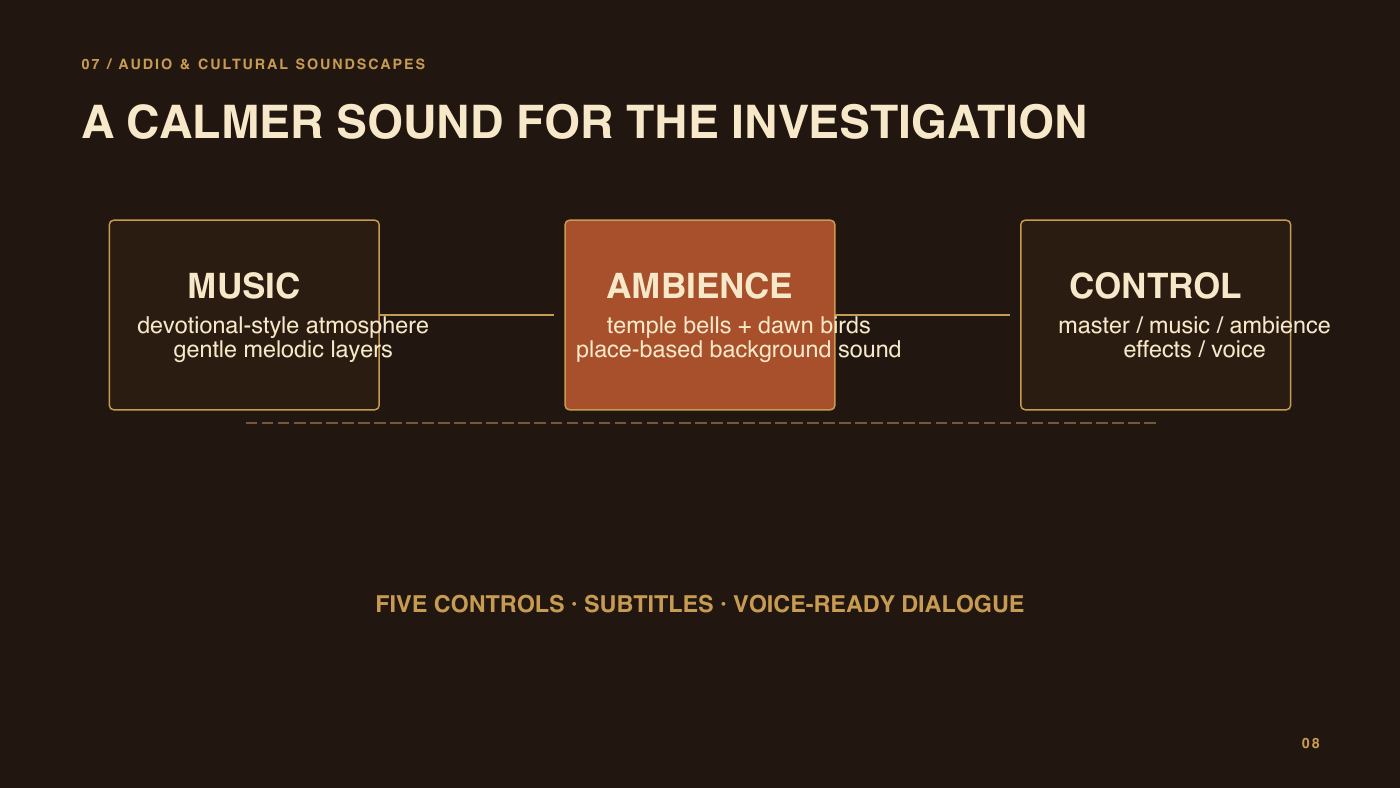 07 / AUDIO & CULTURAL SOUNDSCAPES
A CALMER SOUND FOR THE INVESTIGATION
MUSIC
devotional-style atmosphere
gentle melodic layers
AMBIENCE
temple bells + dawn birds
place-based background sound
CONTROL
master / music / ambience
effects / voice
FIVE CONTROLS · SUBTITLES · VOICE-READY DIALOGUE
08